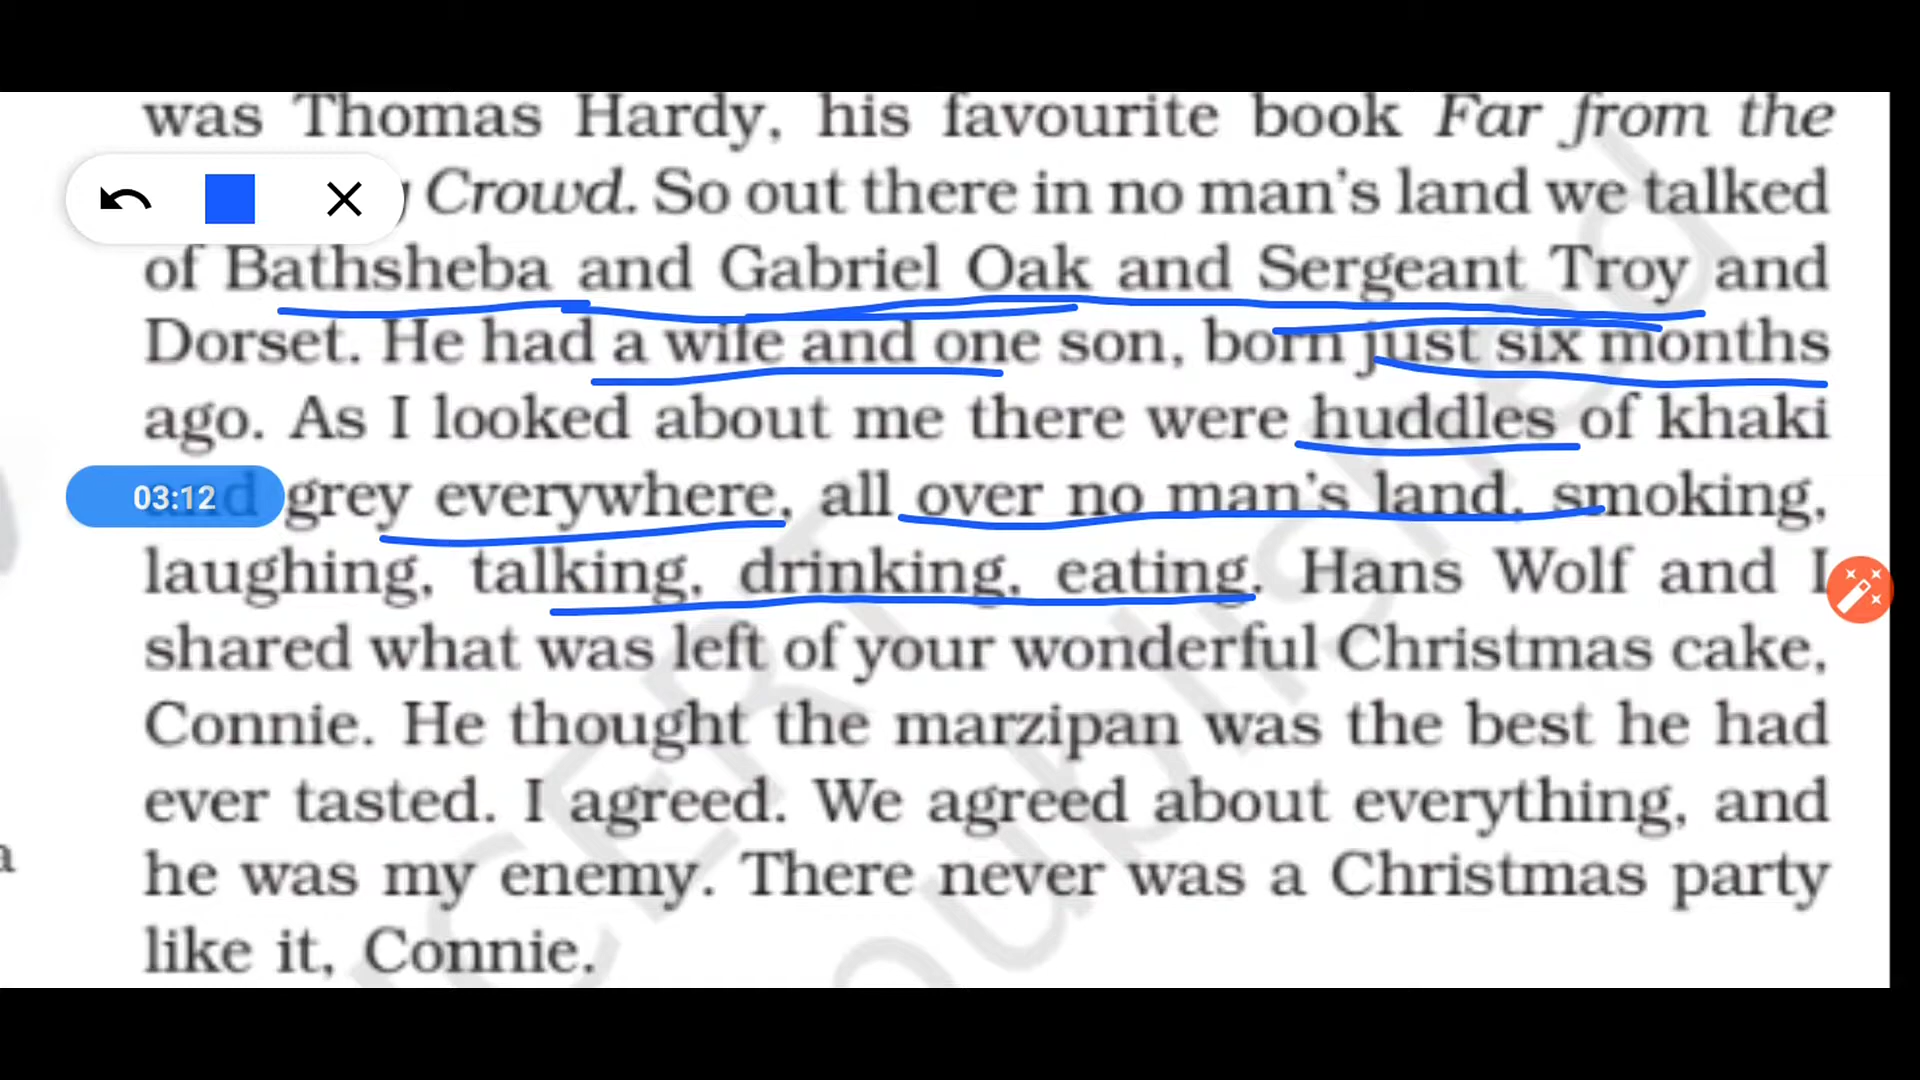 was Thomas Hardy, his favourite book Far from the
Crowd. So out there in no man's land we talked
of Bathsheba and Gabriel Oak and Sergeant Troy and
Dorset. He had a wife and one son, born just six months
ago. As I looked about me there were huddles of khaki
03:12
and grey everywhere, all over no man's land, smoking,
laughing, talking, drinking, eating. Hans Wolf and I
shared what was left of your wonderful Christmas cake,
Connie. He thought the marzipan was the best he had
ever tasted. I agreed. We agreed about everything, and
he was my enemy. There never was a Christmas party
like it, Connie.